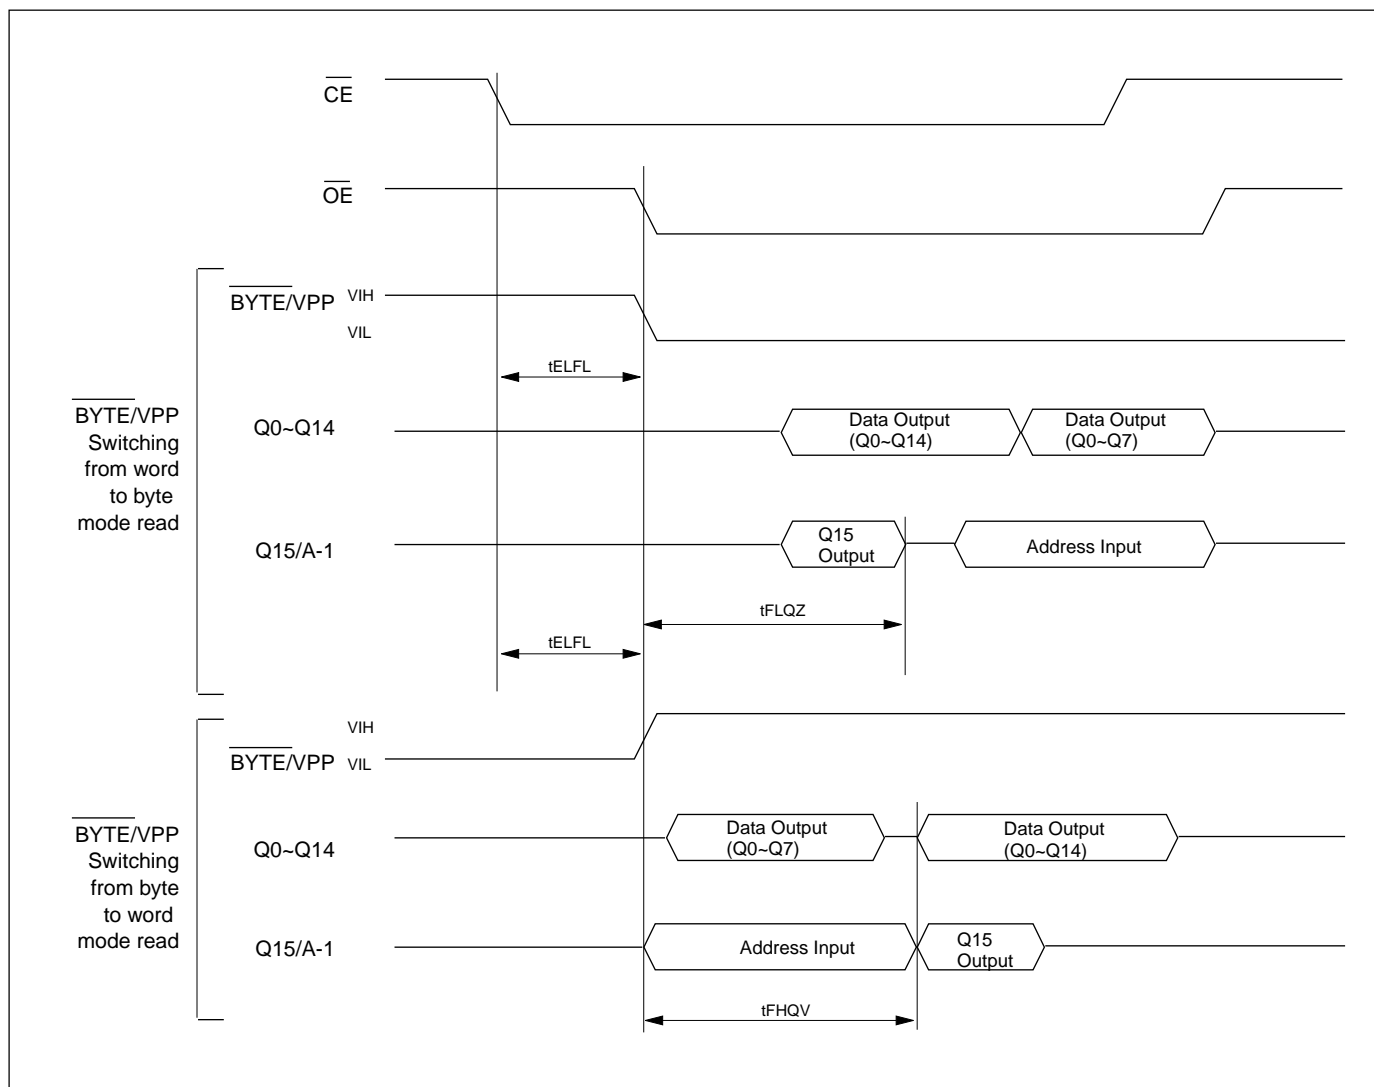 CE
OE
BYTE/VPP VIH
VIL
tELFL
BYTE/VPP
Switching
from word
to byte
mode read
Q0~Q14
Data Output
(Q0~Q14)
Data Output
(Q0~Q7)
Q15/A-1
Q15
Output
Address Input
tFLQZ
tELFL
VIH
BYTE/VPP VIL
BYTE/VPP
Switching
from byte
to word
mode read
Q0~Q14
Data Output
(Q0~Q7)
Data Output
(Q0~Q14)
Q15/A-1
Address Input
Q15
Output
tFHQV